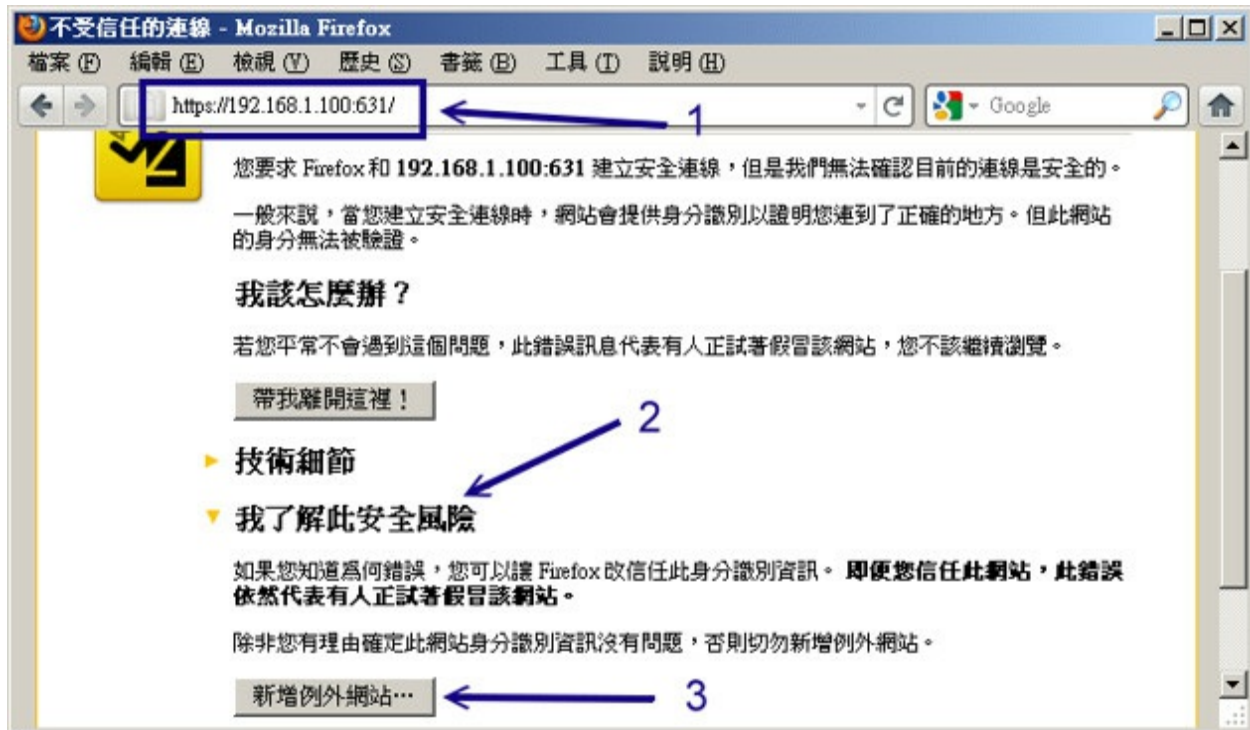 不受信任的連線 - Mozilla Firefox
檔案 (F) 編輯 (E) 檢視 (V) 歷史 (S) 書籤 (B) 工具 (T) 說明 (H)
https://192.168.1.100:631/
Google
1
您要求 Firefox 和 192.168.1.100:631 建立安全連線，但是我們無法確認目前的連線是安全的。
一般來說，當您建立安全連線時，網站會提供身分識別以證明您連到了正確的地方。但此網站
的身分無法被驗證。
我該怎麼辦？
若您平常不會遇到這個問題，此錯誤訊息代表有人正試著假冒該網站，您不該繼續瀏覽。
帶我離開這裡！
2
技術細節
我了解此安全風險
如果您知道為何錯誤，您可以讓 Firefox 改信任此身分識別資訊。即便您信任此網站，此錯誤
依然代表有人正試著假冒該網站。
除非您有理由確定此網站身分識別資訊沒有問題，否則切勿新增例外網站。
新增例外網站…
3